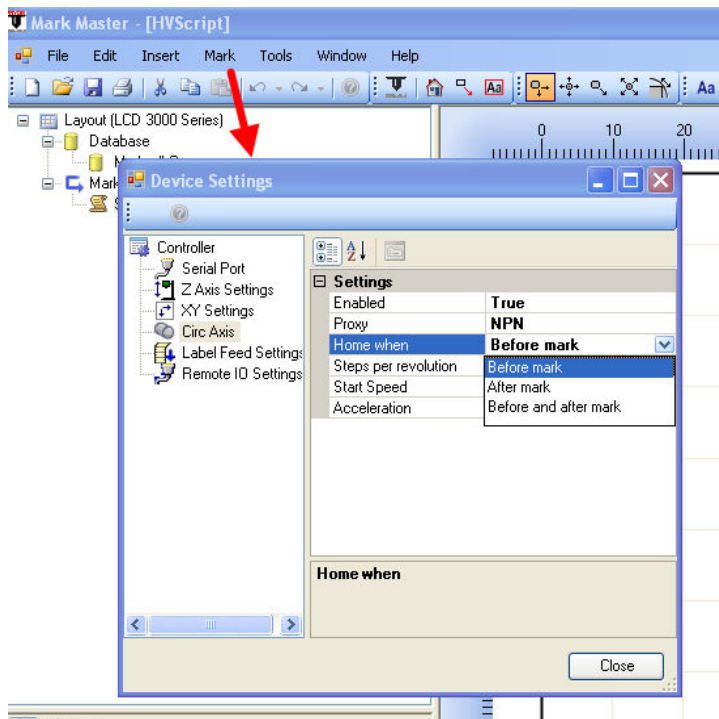 Mark Master - [HVScript]
File Edit Insert Mark Tools Window Help
Aa Aa
Layout (LCD 3000 Series)
Database
Mark
0 10 20
Device Settings
Controller
Serial Port
Z Axis Settings
XY Settings
Circ Axis
Label Feed Settings
Remote IO Settings
A Z
Settings
Enabled True
Proxy NPN
Home when Before mark
Steps per revolution Before mark
Start Speed After mark
Acceleration Before and after mark
Home when
Close